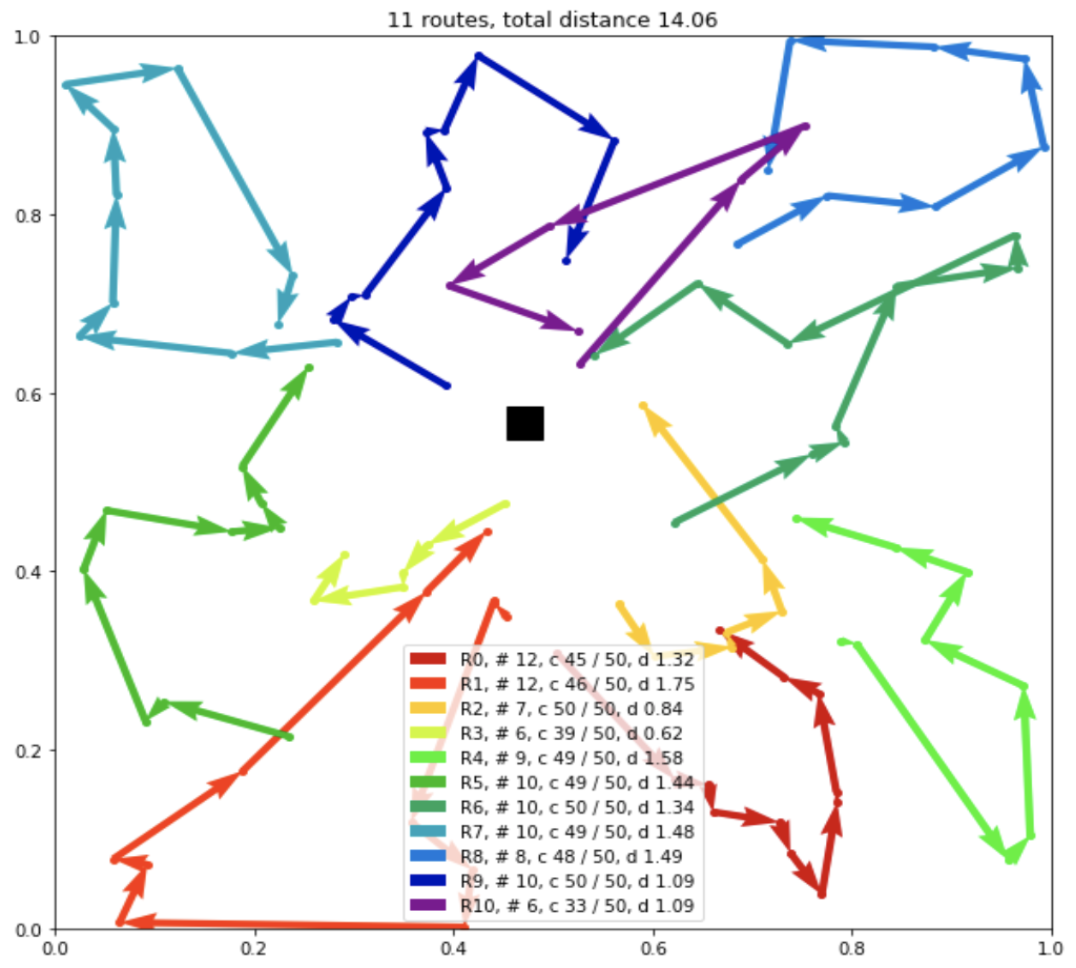 11 routes, total distance 14.06
1.0
0.8
0.6
0.4
0.2
0.0
R0, # 12, c 45 / 50, d 1.32
R1, # 12, c 46 / 50, d 1.75
R2, # 7, c 50 / 50, d 0.84
R3, # 6, c 39 / 50, d 0.62
R4, # 9, c 49 / 50, d 1.58
R5, # 10, c 49 / 50, d 1.44
R6, # 10, c 50 / 50, d 1.34
R7, # 10, c 49 / 50, d 1.48
R8, # 8, c 48 / 50, d 1.49
R9, # 10, c 50 / 50, d 1.09
R10, # 6, c 33 / 50, d 1.09
0.0 0.2 0.4 0.6 0.8 1.0